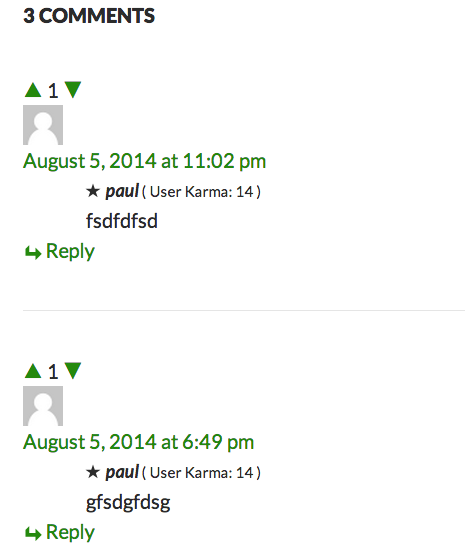 3 COMMENTS
▲ 1 ▼
August 5, 2014 at 11:02 pm
★ paul ( User Karma: 14 )
fsdfdfsd
↳ Reply
▲ 1 ▼
August 5, 2014 at 6:49 pm
★ paul ( User Karma: 14 )
gfsdgfdsg
↳ Reply